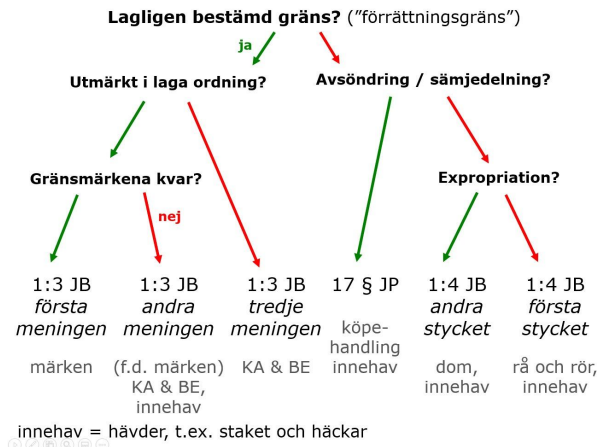 Lagligen bestämd gräns? ("förrättningsgräns")
ja
Utmärkt i laga ordning?
Avsöndring / sämjedelning?
Gränsmärkena kvar?
Expropriation?
nej
1:3 JB
första
meningen
märken
1:3 JB
andra
meningen
(f.d. märken)
KA & BE,
innehav
1:3 JB
tredje
meningen
KA & BE
17 § JP
köpe-
handling
innehav
1:4 JB
andra
stycket
dom,
innehav
1:4 JB
första
stycket
rå och rör,
innehav
innehav = hävder, t.ex. staket och häckar